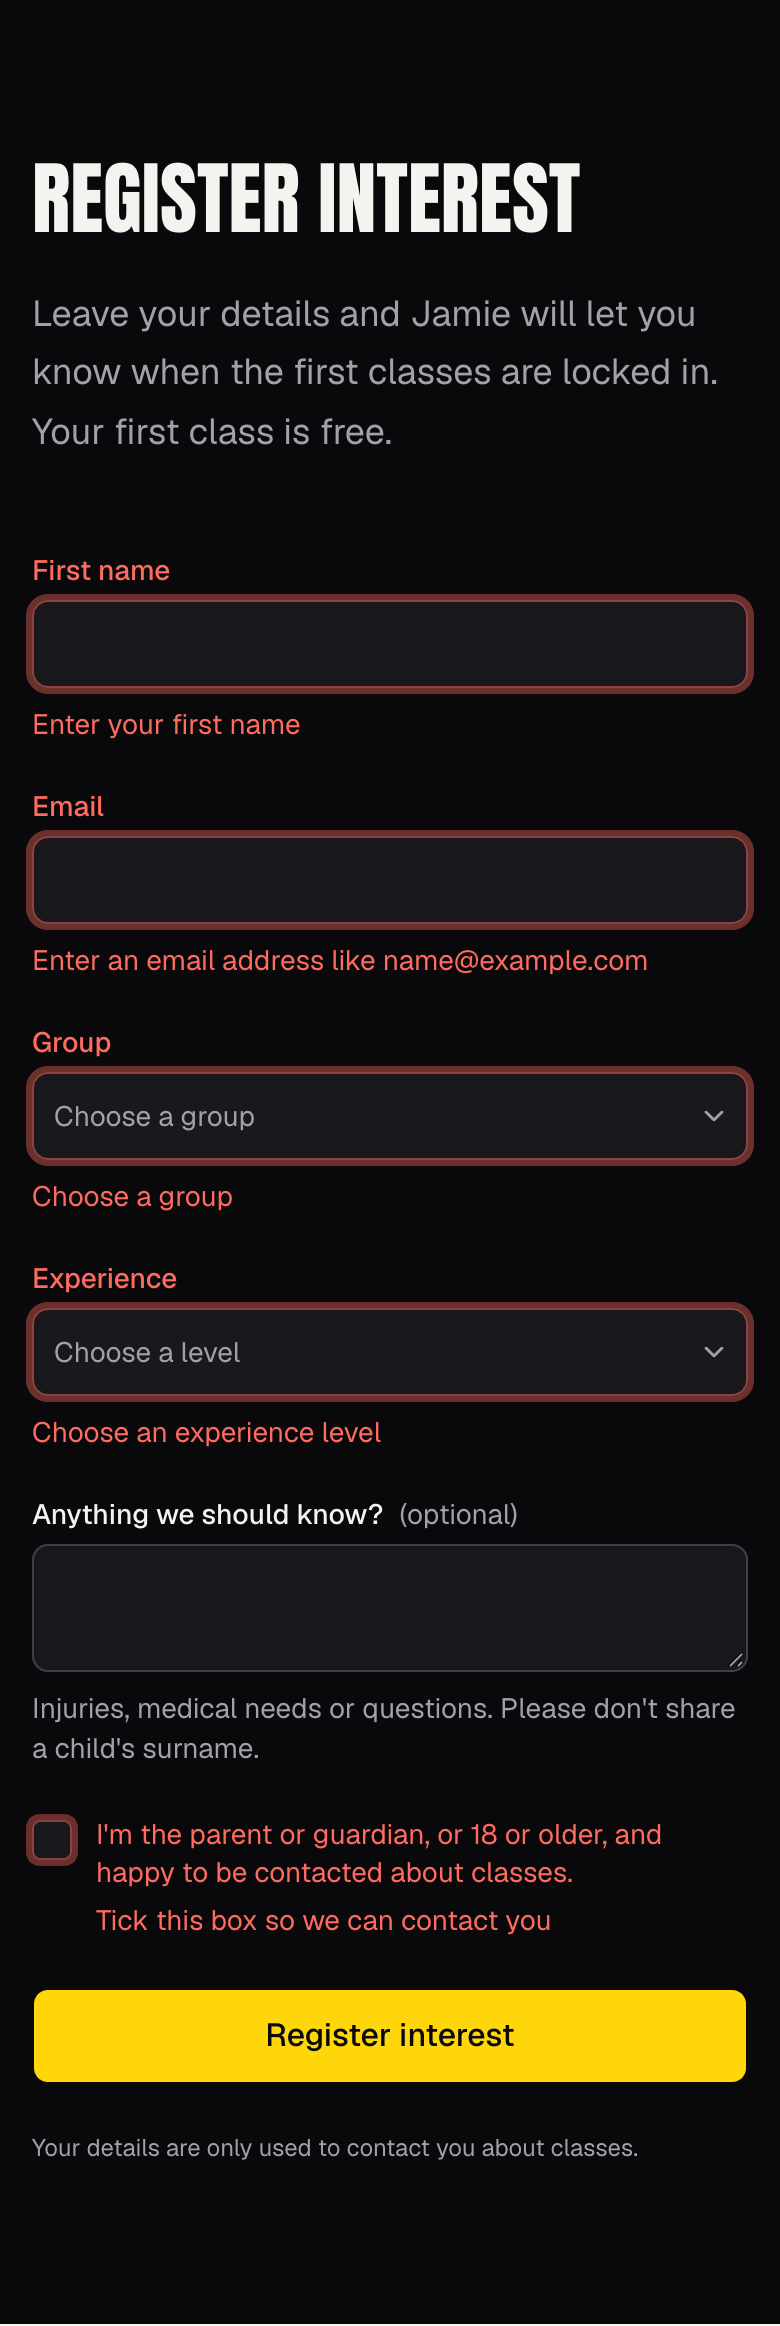 REGISTER INTEREST
Leave your details and Jamie will let you
know when the first classes are locked in.
Your first class is free.
First name
Enter your first name
Email
Enter an email address like name@example.com
Group
Choose a group
Choose a group
Experience
Choose a level
Choose an experience level
Anything we should know? (optional)
Injuries, medical needs or questions. Please don't share
a child's surname.
I'm the parent or guardian, or 18 or older, and
happy to be contacted about classes.
Tick this box so we can contact you
Register interest
Your details are only used to contact you about classes.